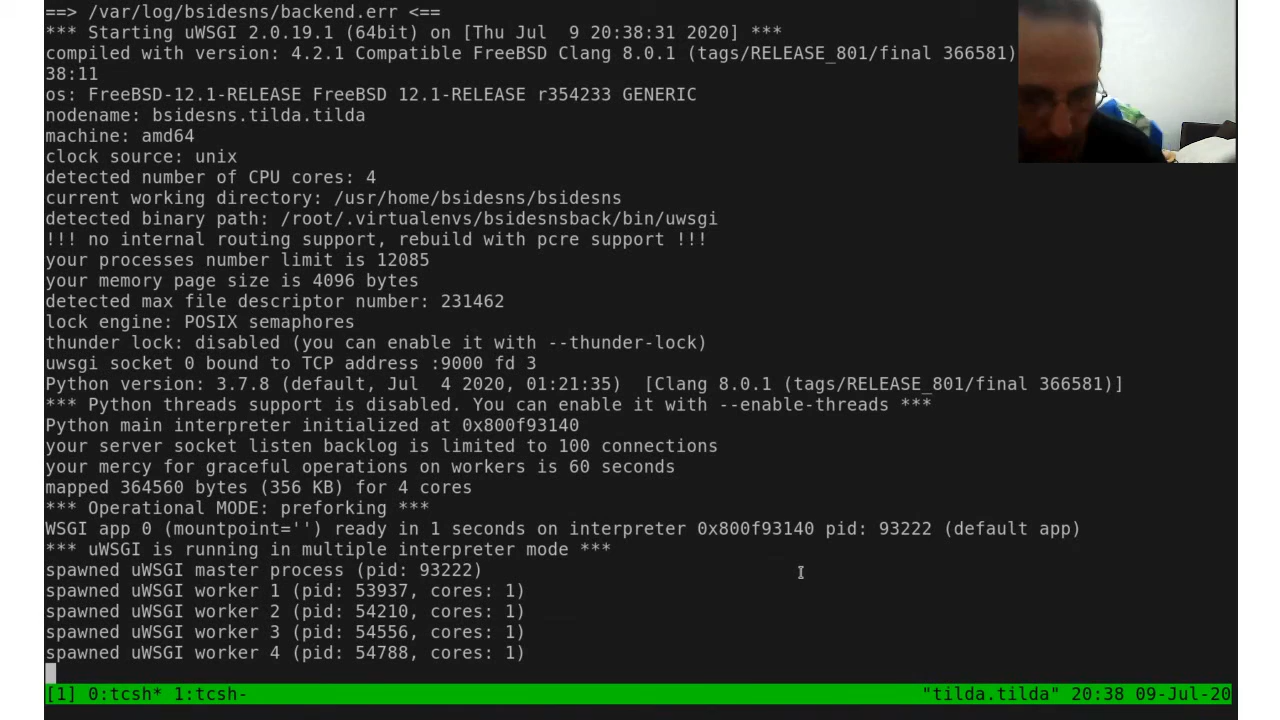 ==> /var/log/bsidesns/backend.err <==
*** Starting uWSGI 2.0.19.1 (64bit) on [Thu Jul  9 20:38:31 2020] ***
compiled with version: 4.2.1 Compatible FreeBSD Clang 8.0.1 (tags/RELEASE_801/final 366581)
38:11
os: FreeBSD-12.1-RELEASE FreeBSD 12.1-RELEASE r354233 GENERIC
nodename: bsidesns.tilda.tilda
machine: amd64
clock source: unix
detected number of CPU cores: 4
current working directory: /usr/home/bsidesns/bsidesns
detected binary path: /root/.virtualenvs/bsidesnsback/bin/uwsgi
!!! no internal routing support, rebuild with pcre support !!!
your processes number limit is 12085
your memory page size is 4096 bytes
detected max file descriptor number: 231462
lock engine: POSIX semaphores
thunder lock: disabled (you can enable it with --thunder-lock)
uwsgi socket 0 bound to TCP address :9000 fd 3
Python version: 3.7.8 (default, Jul  4 2020, 01:21:35)  [Clang 8.0.1 (tags/RELEASE_801/final 366581)]
*** Python threads support is disabled. You can enable it with --enable-threads ***
Python main interpreter initialized at 0x800f93140
your server socket listen backlog is limited to 100 connections
your mercy for graceful operations on workers is 60 seconds
mapped 364560 bytes (356 KB) for 4 cores
*** Operational MODE: preforking ***
WSGI app 0 (mountpoint='') ready in 1 seconds on interpreter 0x800f93140 pid: 93222 (default app)
*** uWSGI is running in multiple interpreter mode ***
spawned uWSGI master process (pid: 93222)
spawned uWSGI worker 1 (pid: 53937, cores: 1)
spawned uWSGI worker 2 (pid: 54210, cores: 1)
spawned uWSGI worker 3 (pid: 54556, cores: 1)
spawned uWSGI worker 4 (pid: 54788, cores: 1)
[1] 0:tcsh* 1:tcsh- "tilda.tilda" 20:38 09-Jul-20